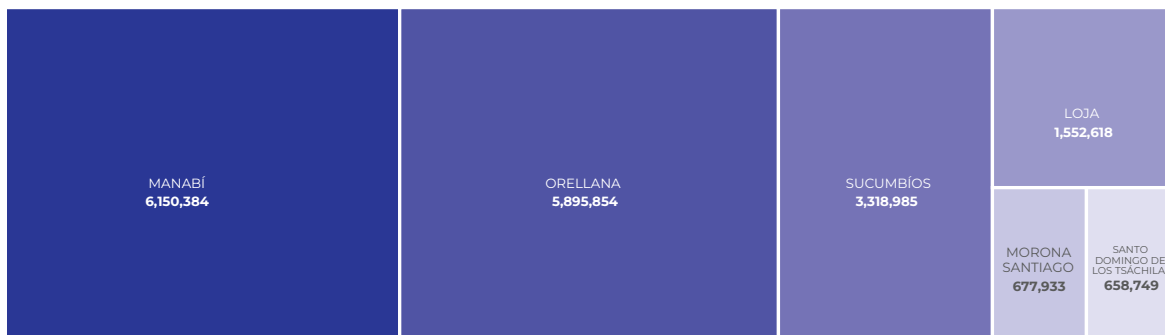 MANABÍ
6,150,384
ORELLANA
5,895,854
SUCUMBÍOS
3,318,985
LOJA
1,552,618
MORONA
SANTIAGO
677,933
SANTO
DOMINGO DE
LOS TSÁCHILA
658,749